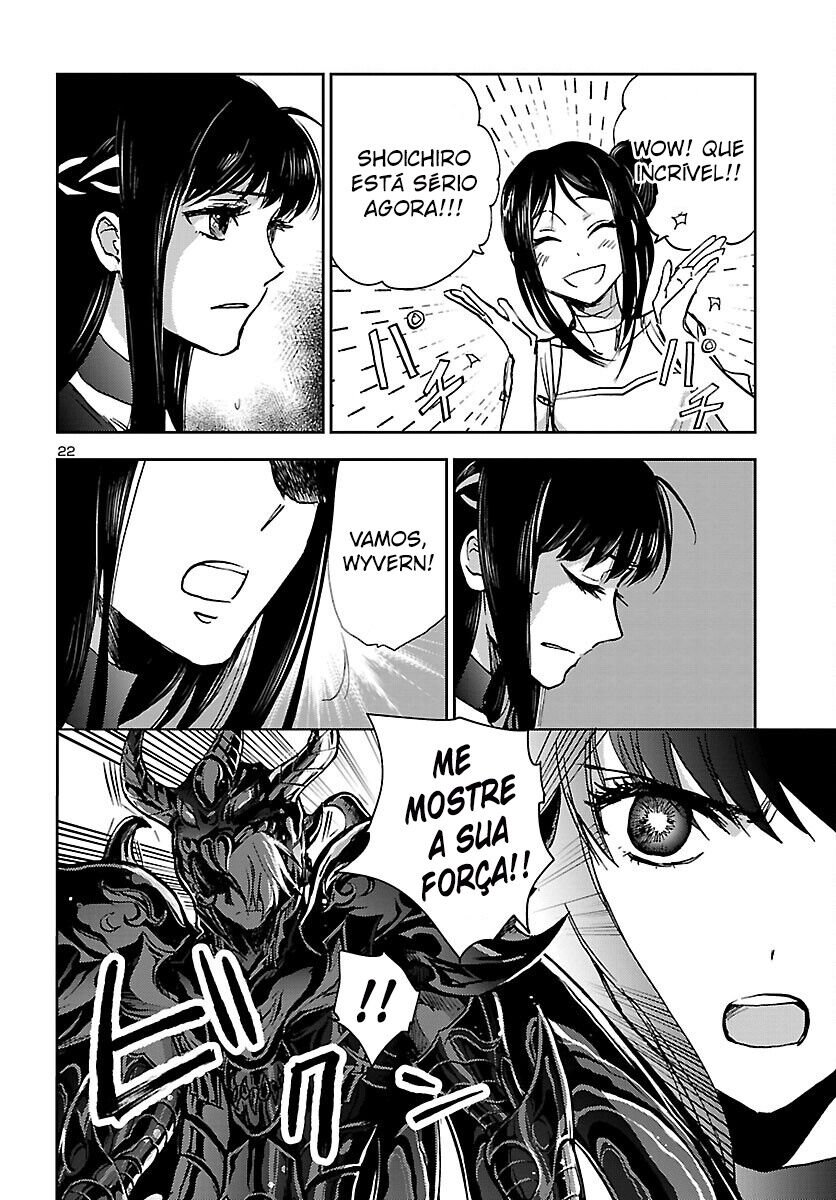 WOW! QUE
INCRÍVEL!!
SHOICHIRO
ESTÁ SÉRIO
AGORA!!!
パ
チ
パ
チ
22
VAMOS,
WYVERN!
ME
MOSTRE
A SUA
FORÇA!!
!!
ビクッ